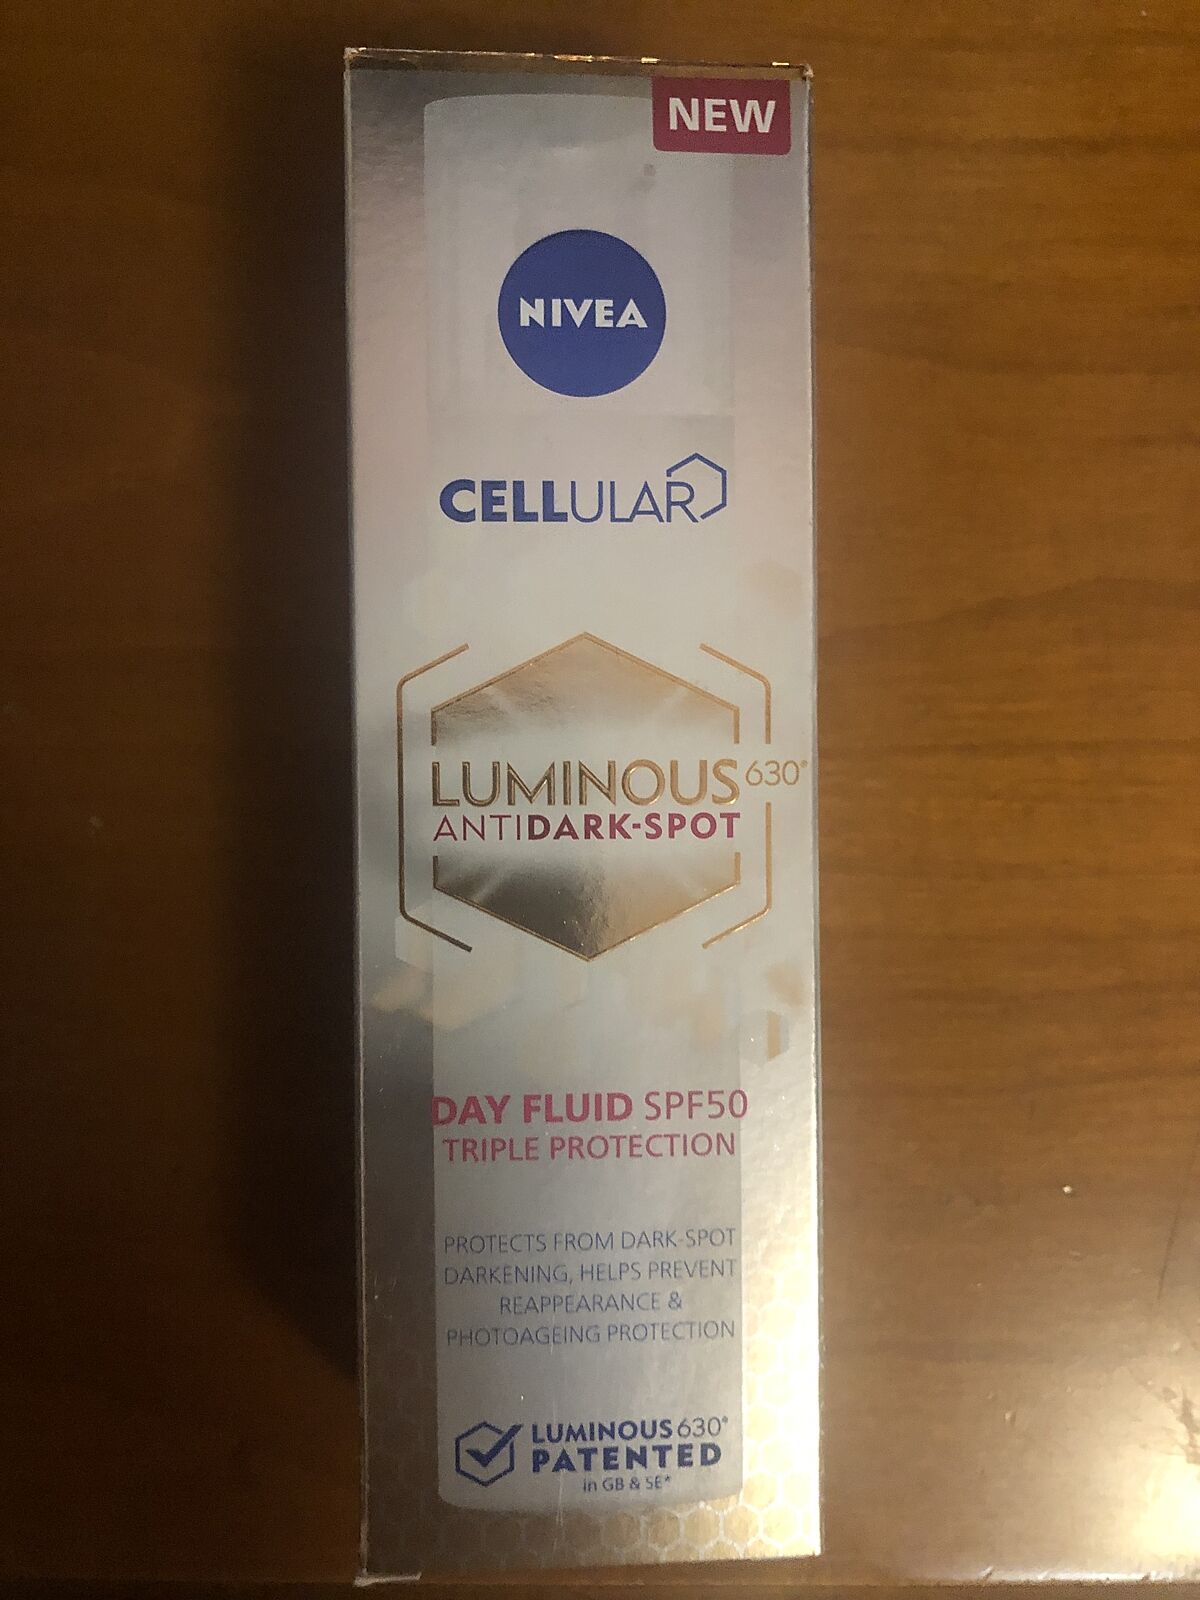 NEW
NIVEA
CELLULAR
LUMINOUS630*
ANTIDARK-SPOT
DAY FLUID SPF50
TRIPLE PROTECTION
PROTECTS FROM DARK-SPOT
DARKENING, HELPS PREVENT
REAPPEARANCE &
PHOTOAGEING PROTECTION
LUMINOUS630*
PATENTED
in GB & SE*